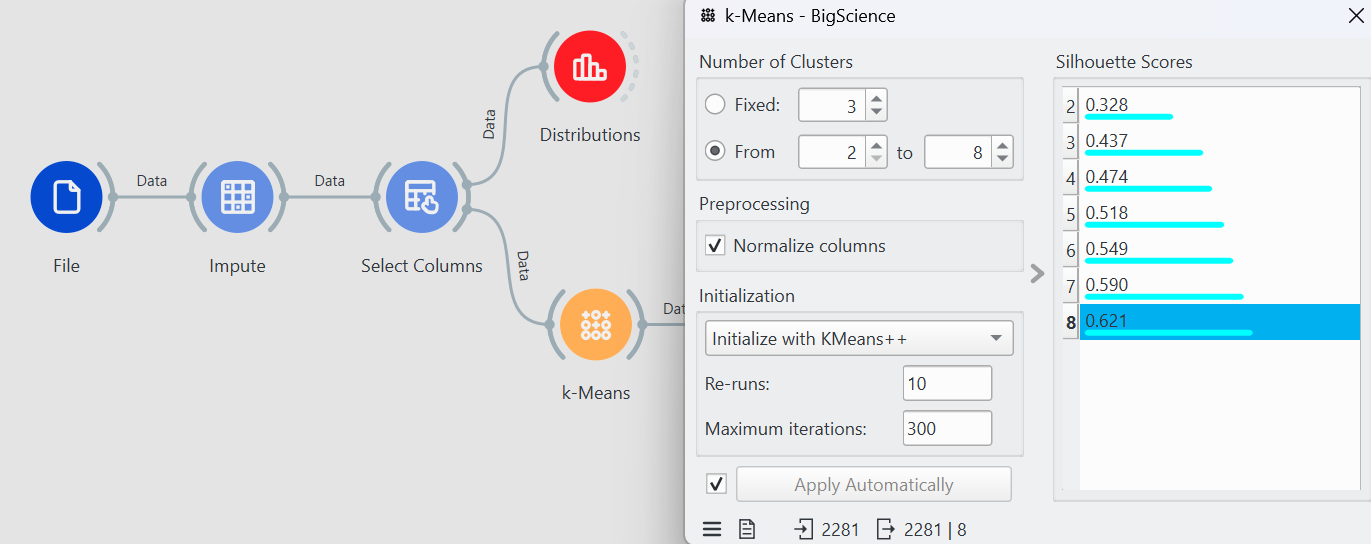 Data
Data
Data
Data
File
Impute
Select Columns
Distributions
k-Means
k-Means - BigScience
Number of Clusters
Fixed:
3
From
2
to
8
Preprocessing
Normalize columns
Initialization
Initialize with KMeans++
Re-runs:
10
Maximum iterations:
300
Apply Automatically
2281
2281 | 8
Silhouette Scores
2 0.328
3 0.437
4 0.474
5 0.518
6 0.549
7 0.590
8 0.621